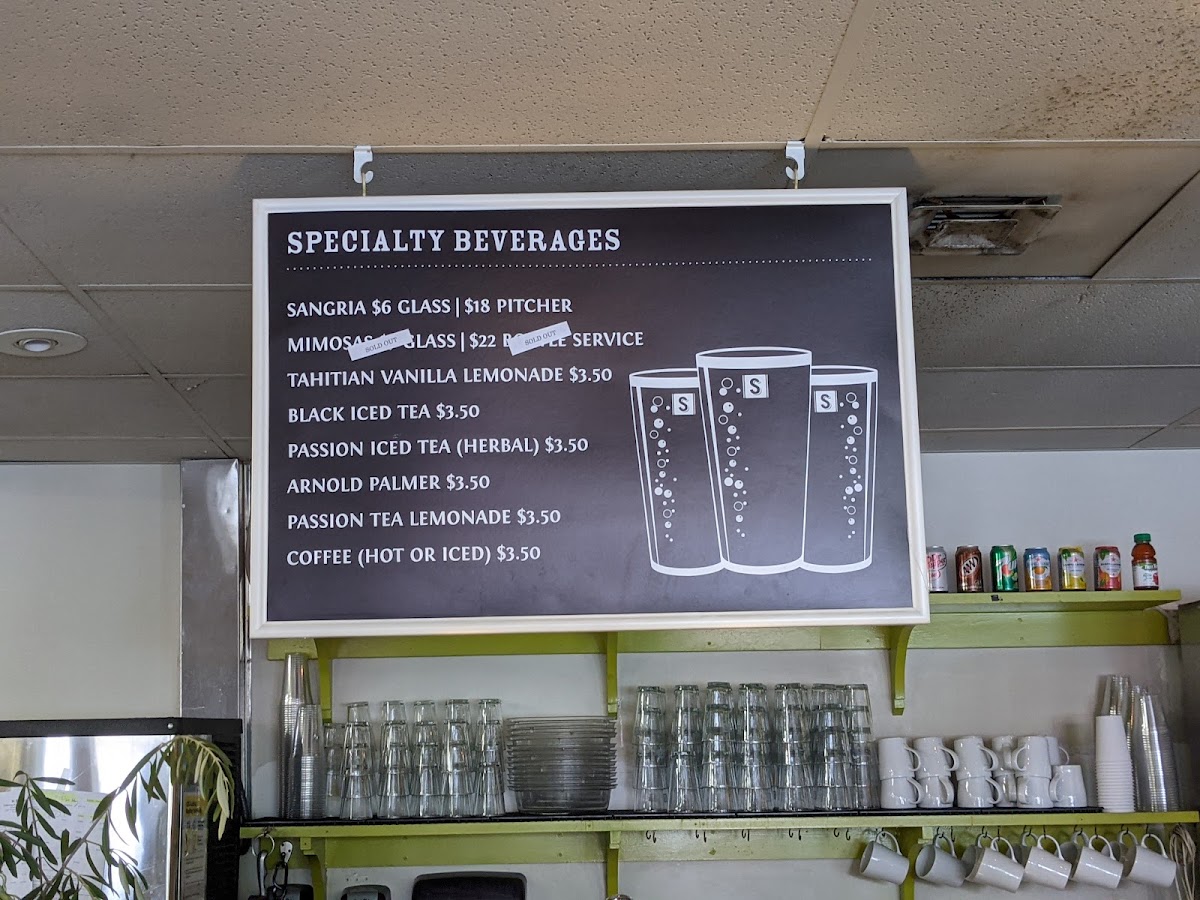 SPECIALTY BEVERAGES
SANGRIA $6 GLASS | $18 PITCHER
MIMOSAS GLASS | $22 SERVICE
SOLD OUT SOLD OUT
TAHITIAN VANILLA LEMONADE $3.50
BLACK ICED TEA $3.50
PASSION ICED TEA (HERBAL) $3.50
ARNOLD PALMER $3.50
PASSION TEA LEMONADE $3.50
COFFEE (HOT OR ICED) $3.50
S S S
A&W